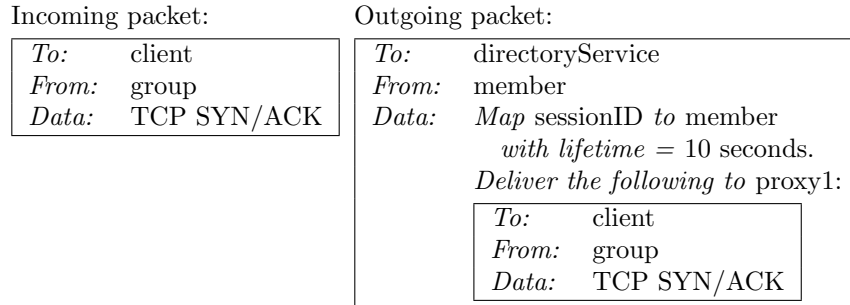 Incoming packet:
To: client
From: group
Data: TCP SYN/ACK
Outgoing packet:
To: directoryService
From: member
Data: Map sessionID to member
with lifetime = 10 seconds.
Deliver the following to proxy1:
To: client
From: group
Data: TCP SYN/ACK